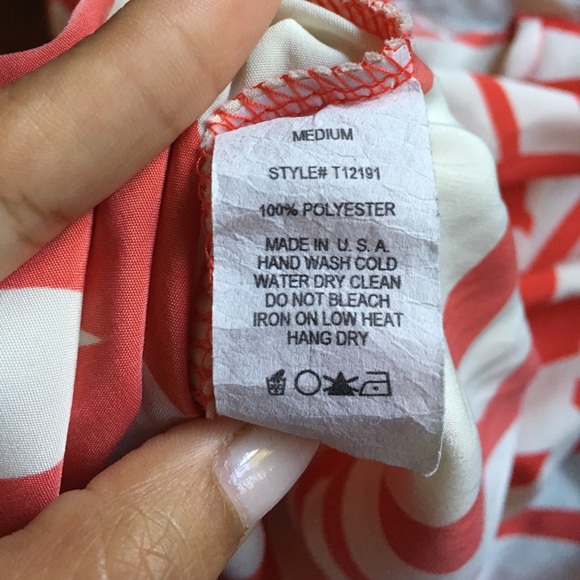 MEDIUM
STYLE# T12191
100% POLYESTER
MADE IN U. S. A.
HAND WASH COLD
WATER DRY CLEAN
DO NOT BLEACH
IRON ON LOW HEAT
HANG DRY